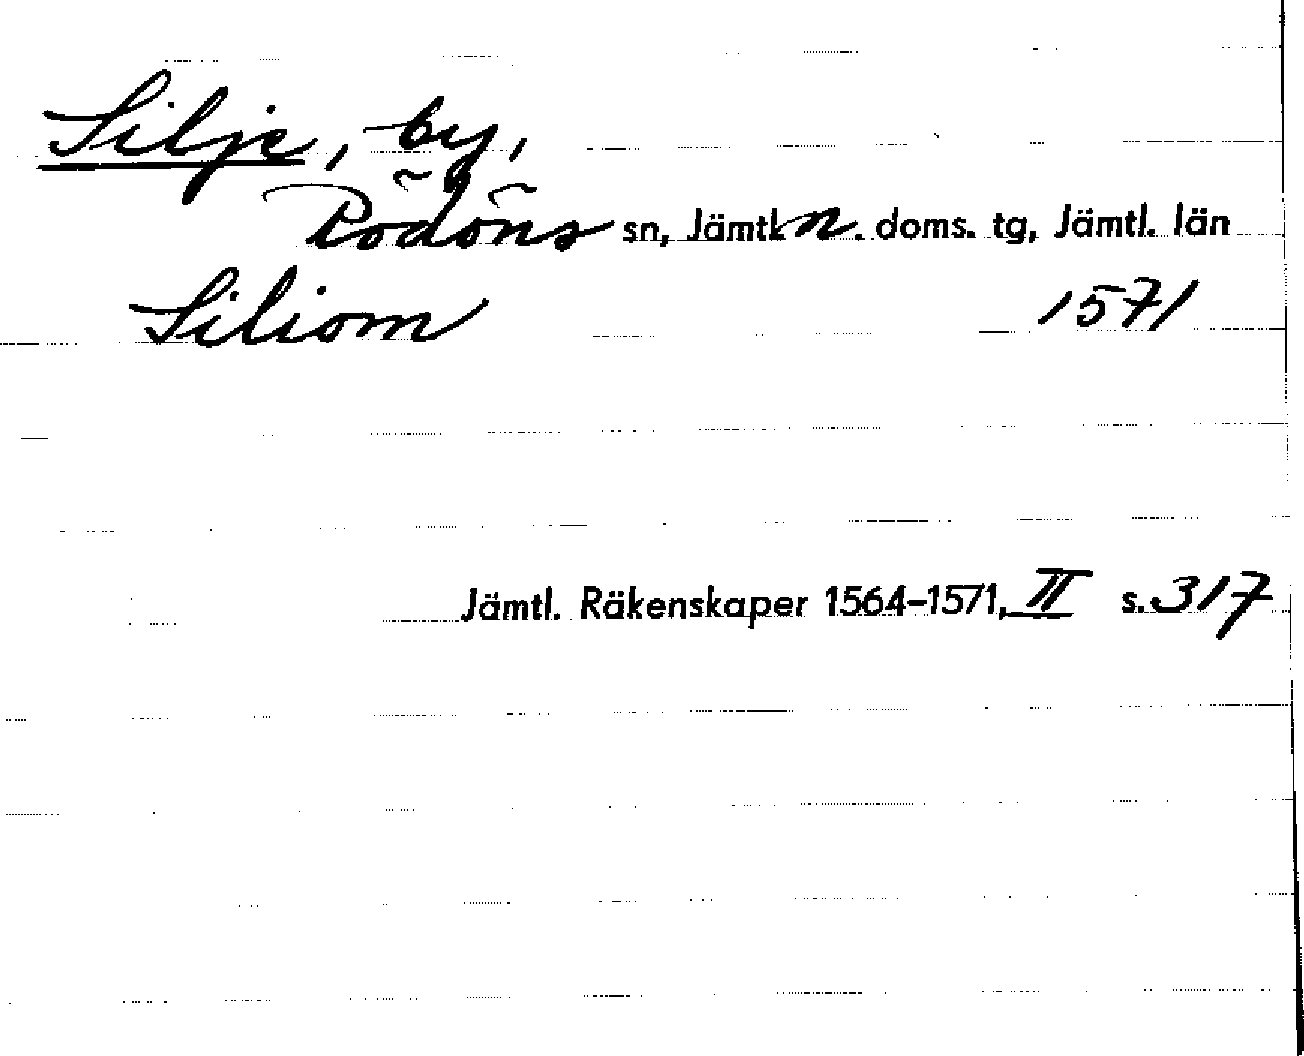 Silje, by,
Rödöns sn, Jämtl. n. doms. tg, Jämtl. län
Siliom 1571
Jämtl. Räkenskaper 1564-1571, II s. 317